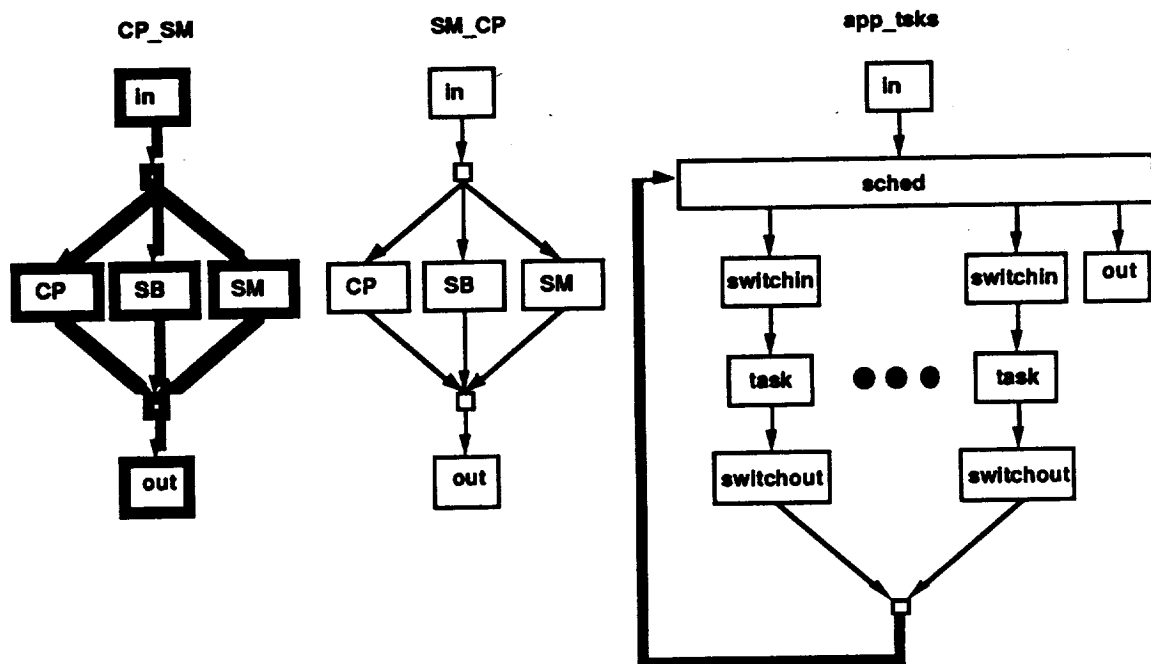 CP_SM
in
CP SB SM
out
SM_CP
in
CP SB SM
out
app_tsks
in
sched
switchin switchin out
task task
switchout switchout